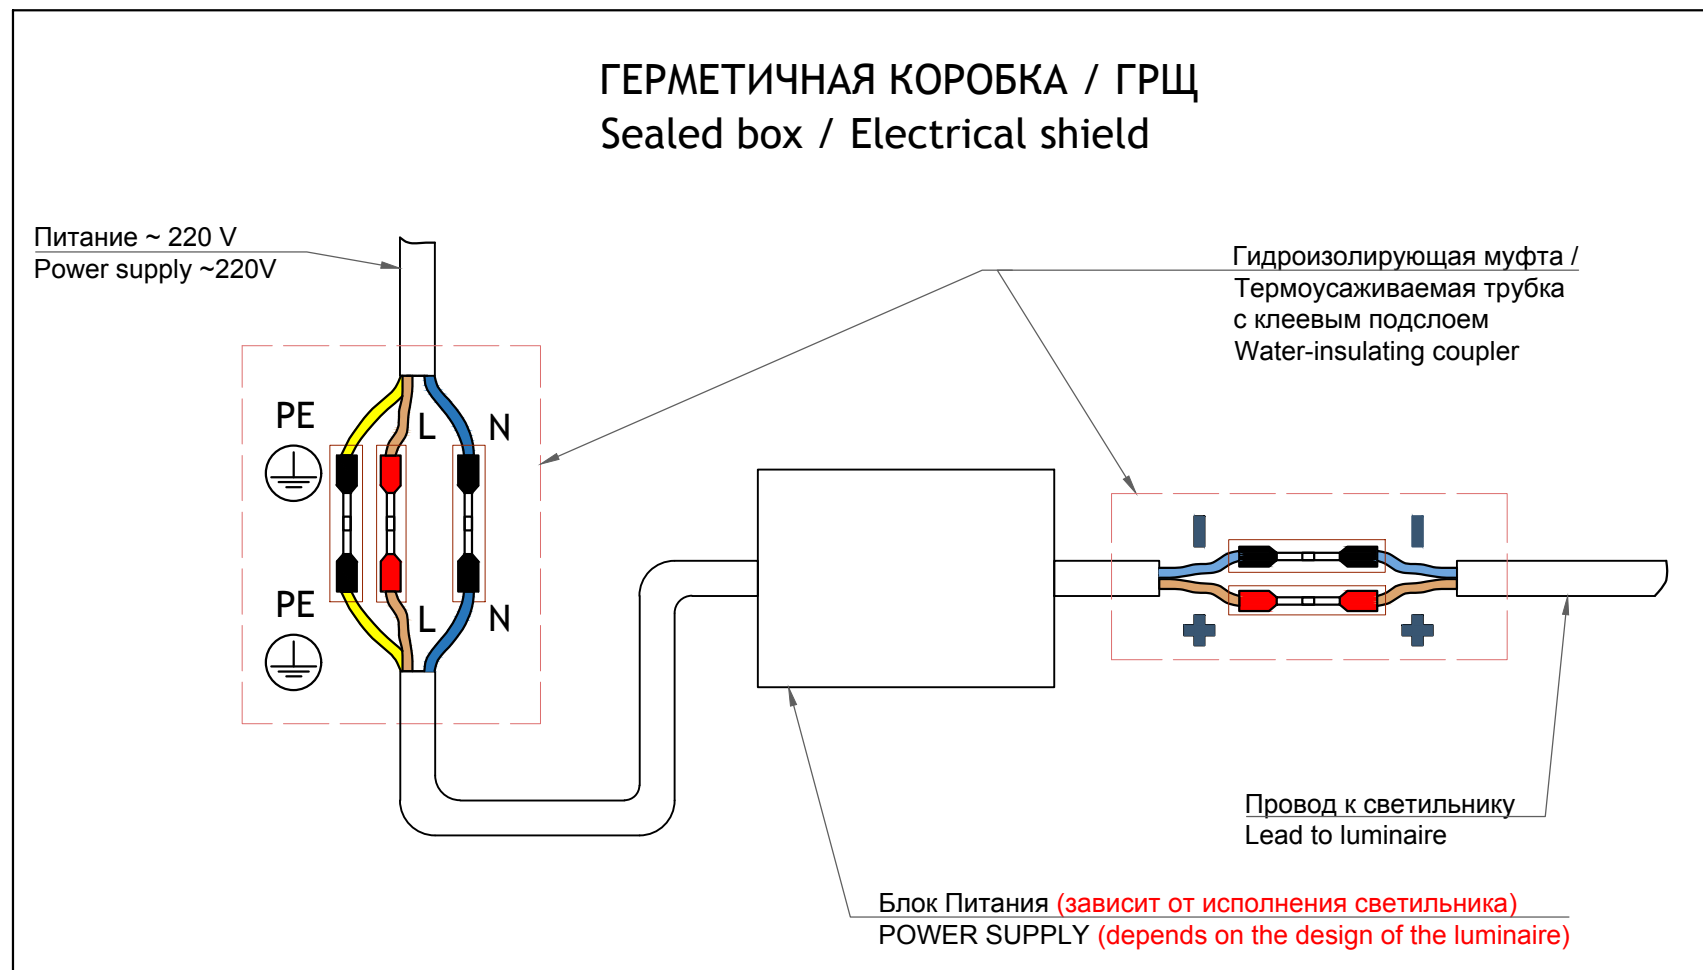 ГЕРМЕТИЧНАЯ КОРОБКА / ГРЩ
Sealed box / Electrical shield
Питание ~ 220 V
Power supply ~220V
Гидроизолирующая муфта /
Термоусаживаемая трубка
с клеевым подслоем
Water-insulating coupler
PE
L
N
PE
L
N
Провод к светильнику
Lead to luminaire
Блок Питания (зависит от исполнения светильника)
POWER SUPPLY (depends on the design of the luminaire)